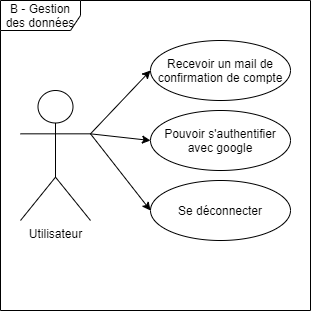 B - Gestion
des données
Recevoir un mail de
confirmation de compte
Pouvoir s'authentifier
avec google
Se déconnecter
Utilisateur